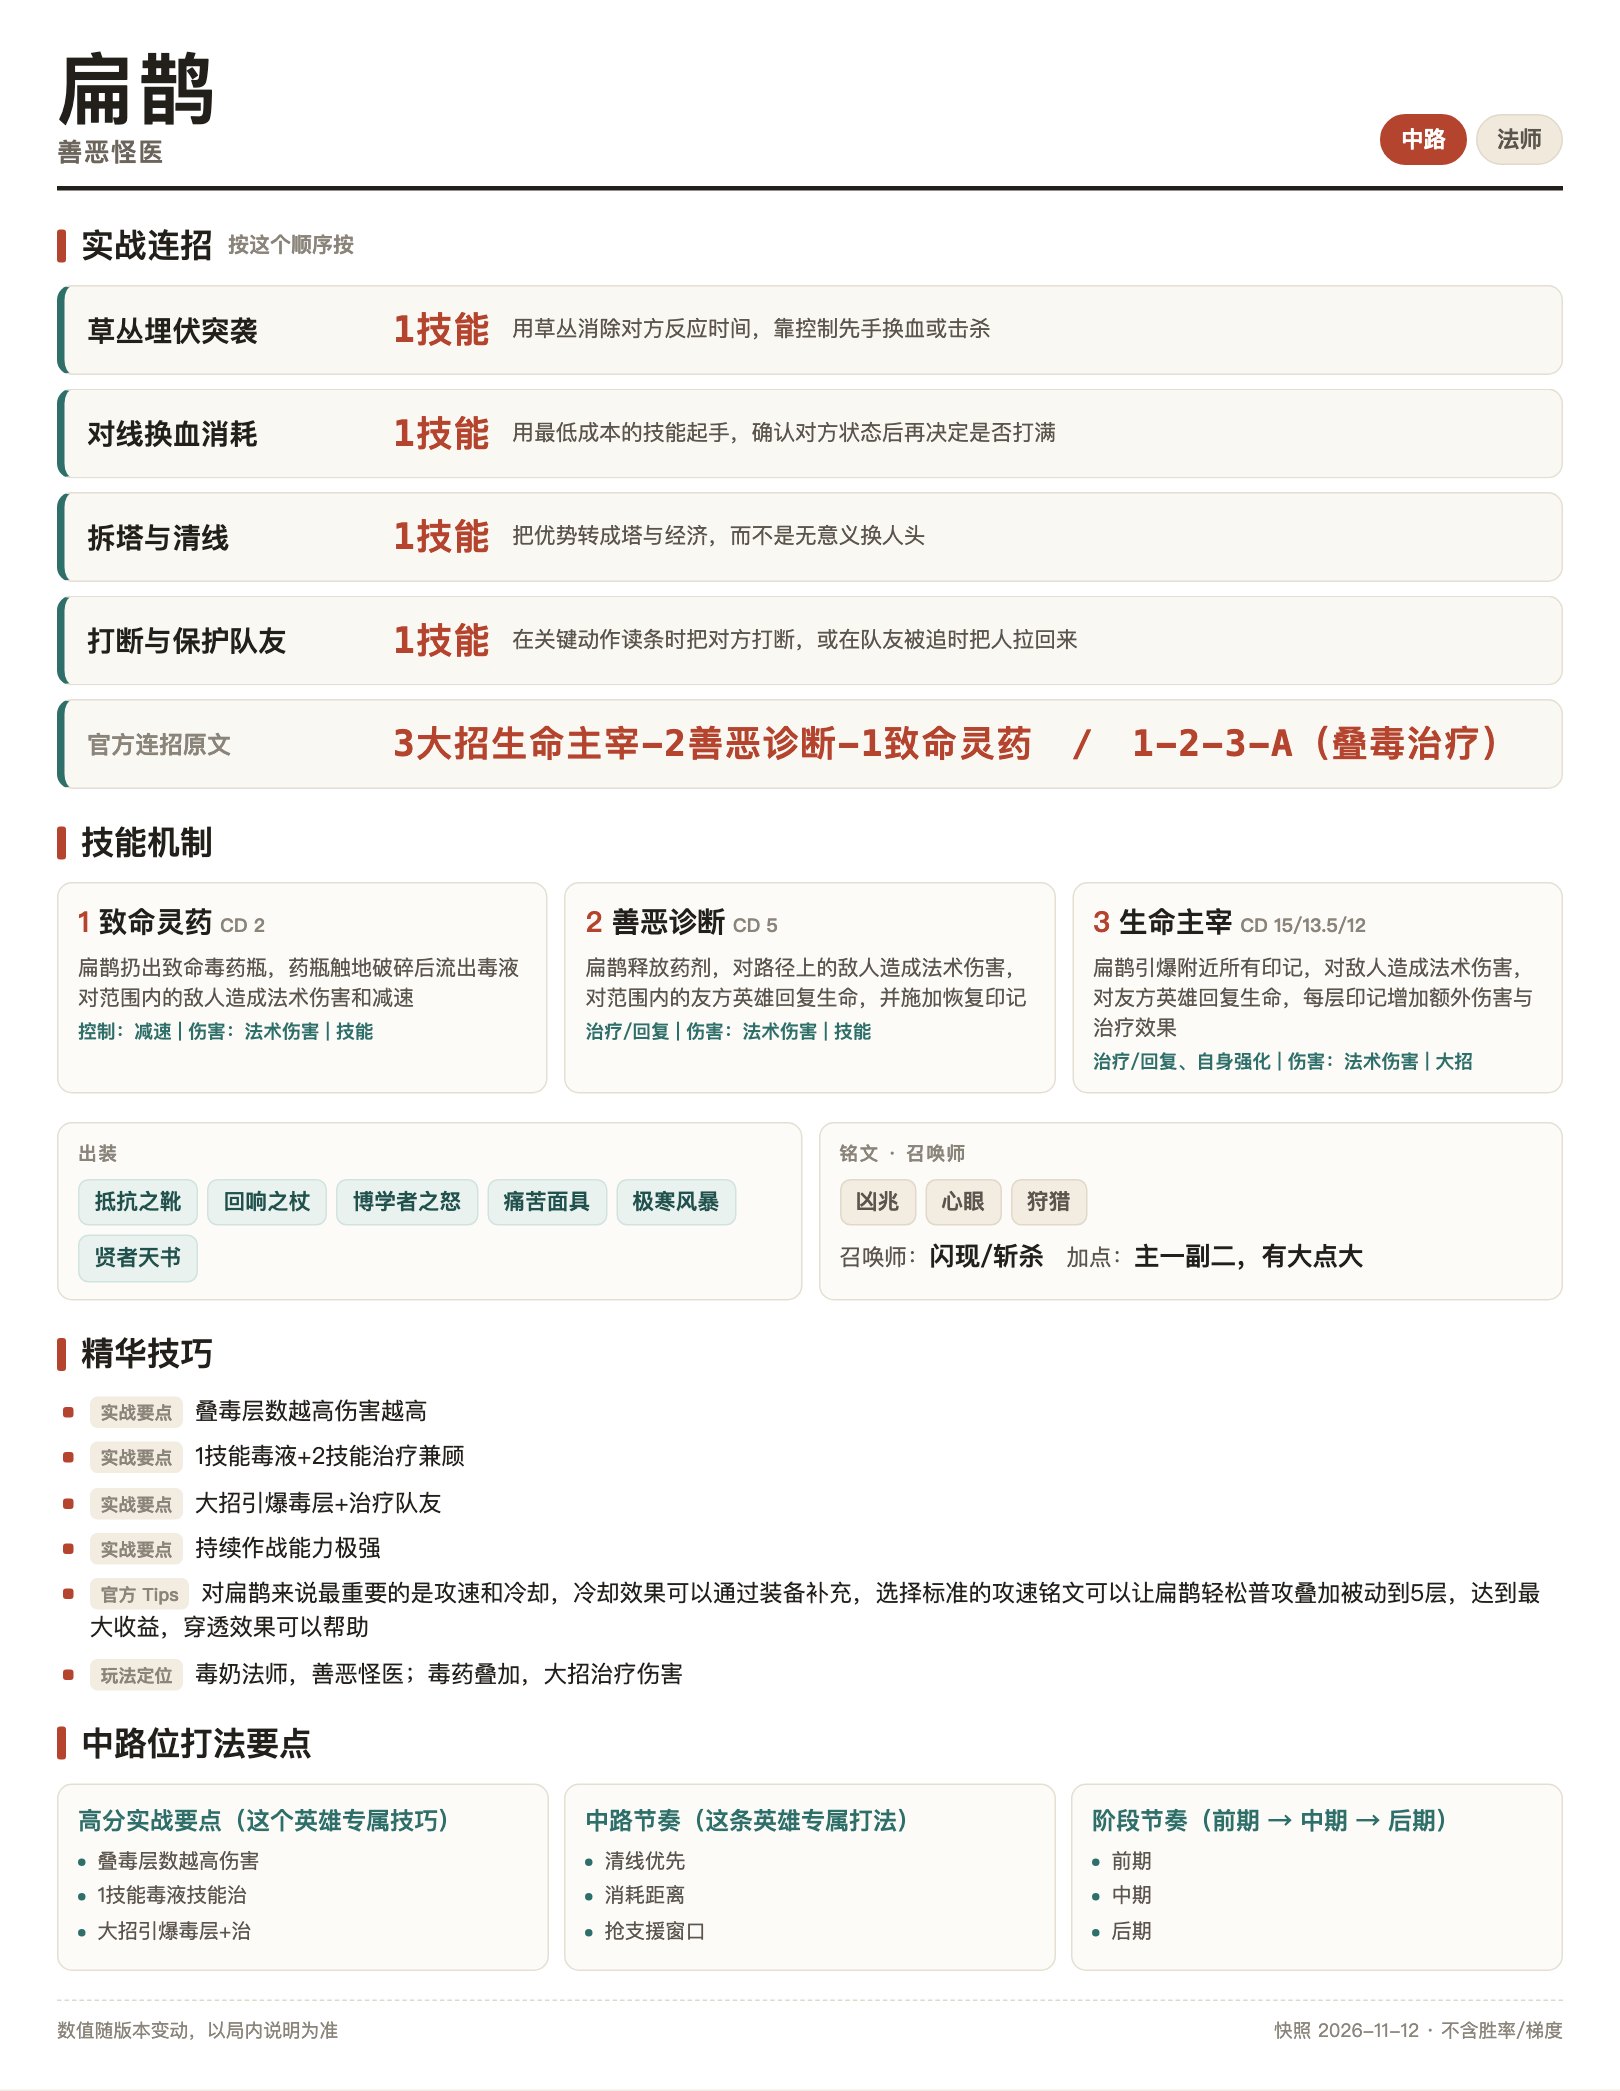 扁鹊
善恶怪医
中路 法师
实战连招 按这个顺序按
草丛埋伏突袭 1技能 用草丛消除对方反应时间，靠控制先手换血或击杀
对线换血消耗 1技能 用最低成本的技能起手，确认对方状态后再决定是否打满
拆塔与清线 1技能 把优势转成塔与经济，而不是无意义换人头
打断与保护队友 1技能 在关键动作读条时把对方打断，或在队友被追时把人拉回来
官方连招原文 3大招生命主宰-2善恶诊断-1致命灵药 / 1-2-3-A（叠毒治疗）
技能机制
1 致命灵药 CD 2
扁鹊扔出致命毒药瓶，药瓶触地破碎后流出毒液
对范围内的敌人造成法术伤害和减速
控制：减速 | 伤害：法术伤害 | 技能
2 善恶诊断 CD 5
扁鹊释放药剂，对路径上的敌人造成法术伤害，
对范围内的友方英雄回复生命，并施加恢复印记
治疗/回复 | 伤害：法术伤害 | 技能
3 生命主宰 CD 15/13.5/12
扁鹊引爆附近所有印记，对敌人造成法术伤害，
对友方英雄回复生命，每层印记增加额外伤害与
治疗效果
治疗/回复、自身强化 | 伤害：法术伤害 | 大招
出装
抵抗之靴 回响之杖 博学者之怒 痛苦面具 极寒风暴
贤者天书
铭文 · 召唤师
凶兆 心眼 狩猎
召唤师：闪现/斩杀 加点：主一副二，有大点大
精华技巧
实战要点 叠毒层数越高伤害越高
实战要点 1技能毒液+2技能治疗兼顾
实战要点 大招引爆毒层+治疗队友
实战要点 持续作战能力极强
官方 Tips 对扁鹊来说最重要的是攻速和冷却，冷却效果可以通过装备补充，选择标准的攻速铭文可以让扁鹊轻松普攻叠加被动到5层，达到最
大收益，穿透效果可以帮助
玩法定位 毒奶法师，善恶怪医；毒药叠加，大招治疗伤害
中路位打法要点
高分实战要点（这个英雄专属技巧）
叠毒层数越高伤害
1技能毒液技能治
大招引爆毒层+治
中路节奏（这条英雄专属打法）
清线优先
消耗距离
抢支援窗口
阶段节奏（前期 → 中期 → 后期）
前期
中期
后期
数值随版本变动，以局内说明为准
快照 2026-11-12 · 不含胜率/梯度